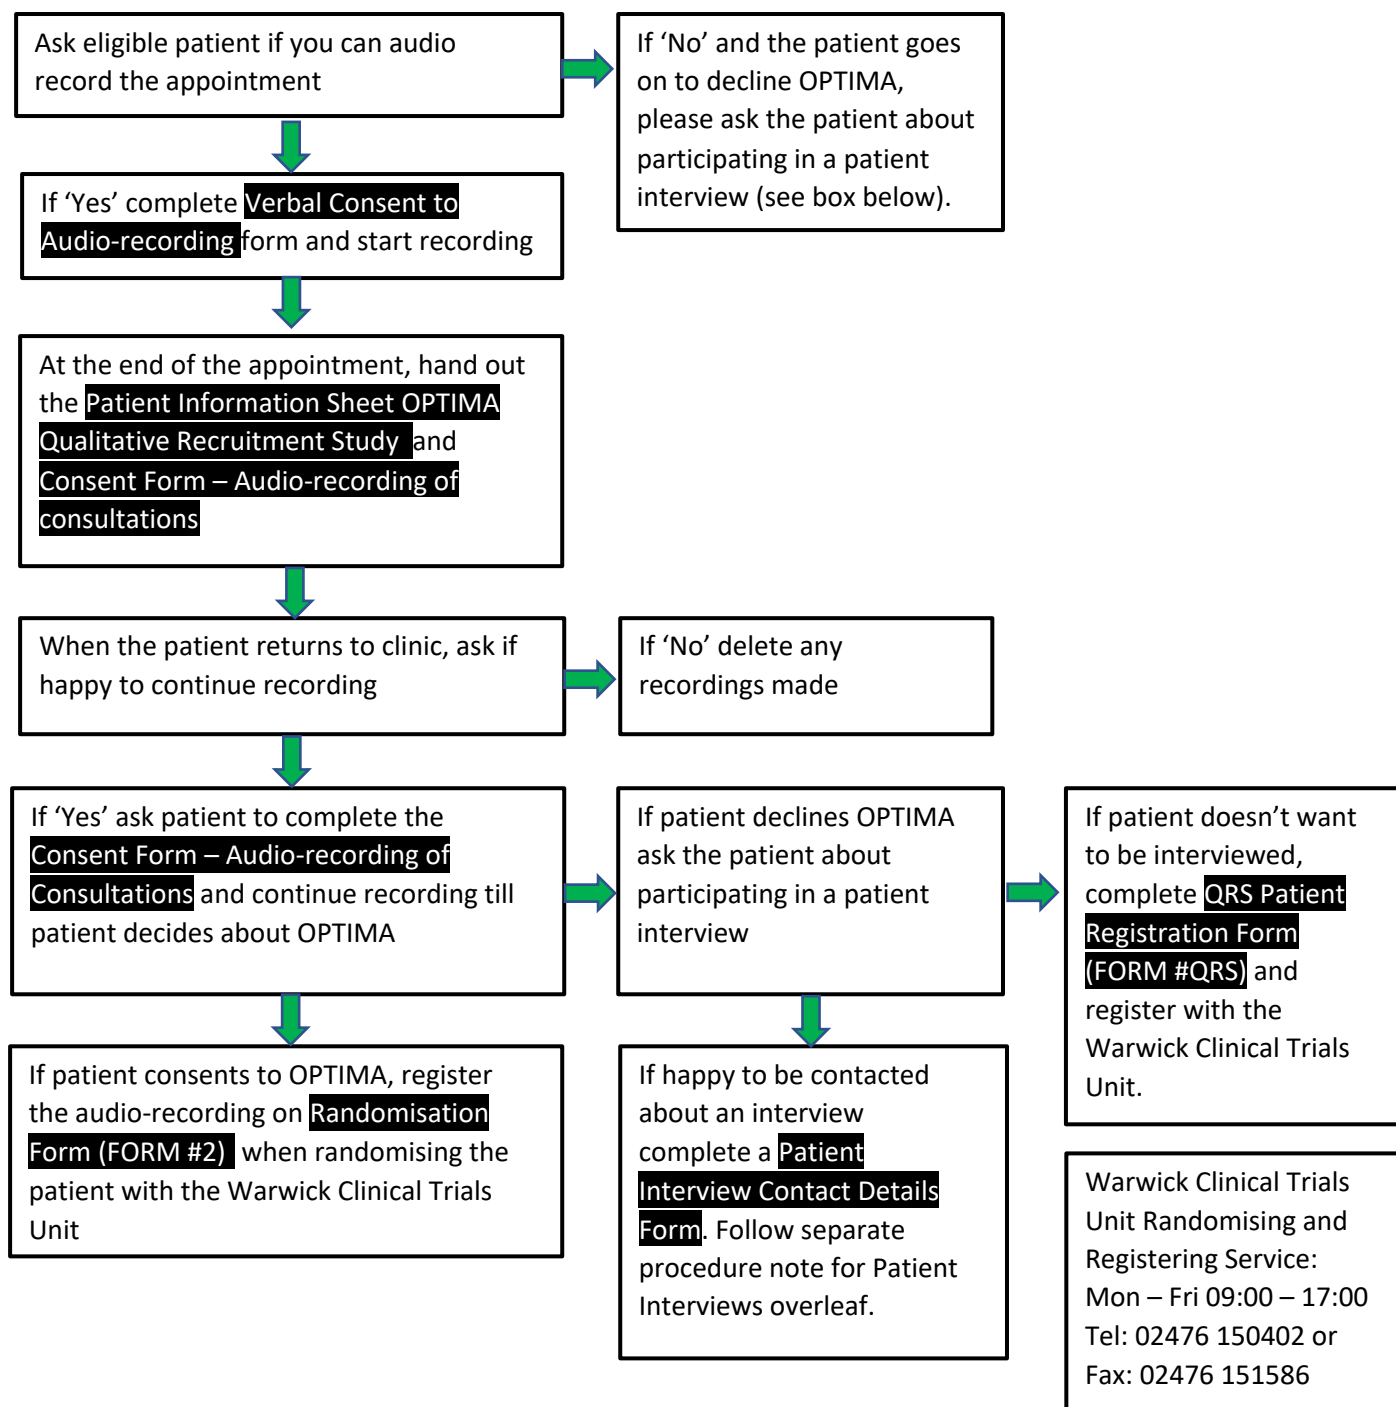 Ask eligible patient if you can audio
record the appointment
If ‘No’ and the patient goes
on to decline OPTIMA,
please ask the patient about
participating in a patient
interview (see box below).
If ‘Yes’ complete Verbal Consent to
Audio-recording form and start recording
At the end of the appointment, hand out
the Patient Information Sheet OPTIMA
Qualitative Recruitment Study and
Consent Form – Audio-recording of
consultations
When the patient returns to clinic, ask if
happy to continue recording
If ‘No’ delete any
recordings made
If ‘Yes’ ask patient to complete the
Consent Form – Audio-recording of
Consultations and continue recording till
patient decides about OPTIMA
If patient declines OPTIMA
ask the patient about
participating in a patient
interview
If patient doesn’t want
to be interviewed,
complete QRS Patient
Registration Form
(FORM #QRS) and
register with the
Warwick Clinical Trials
Unit.
If patient consents to OPTIMA, register
the audio-recording on Randomisation
Form (FORM #2) when randomising the
patient with the Warwick Clinical Trials
Unit
If happy to be contacted
about an interview
complete a Patient
Interview Contact Details
Form. Follow separate
procedure note for Patient
Interviews overleaf.
Warwick Clinical Trials
Unit Randomising and
Registering Service:
Mon – Fri 09:00 – 17:00
Tel: 02476 150402 or
Fax: 02476 151586